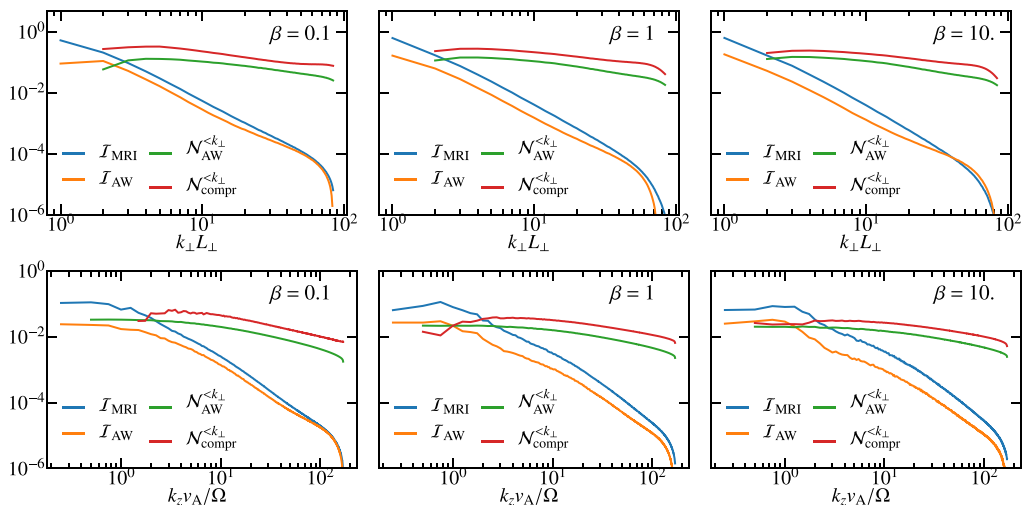 10^0
10^-2
10^-4
10^-6
β = 0.1
I_MRI N_AW^{<k⊥}
I_AW N_compr^{<k⊥}
10^0 10^1 10^2
k⊥L⊥
β = 1
I_MRI N_AW^{<k⊥}
I_AW N_compr^{<k⊥}
10^0 10^1 10^2
k⊥L⊥
β = 10.
I_MRI N_AW^{<k⊥}
I_AW N_compr^{<k⊥}
10^0 10^1 10^2
k⊥L⊥
10^0
10^-2
10^-4
10^-6
β = 0.1
I_MRI N_AW^{<k⊥}
I_AW N_compr^{<k⊥}
10^0 10^1 10^2
k_z v_A/Ω
β = 1
I_MRI N_AW^{<k⊥}
I_AW N_compr^{<k⊥}
10^0 10^1 10^2
k_z v_A/Ω
β = 10.
I_MRI N_AW^{<k⊥}
I_AW N_compr^{<k⊥}
10^0 10^1 10^2
k_z v_A/Ω